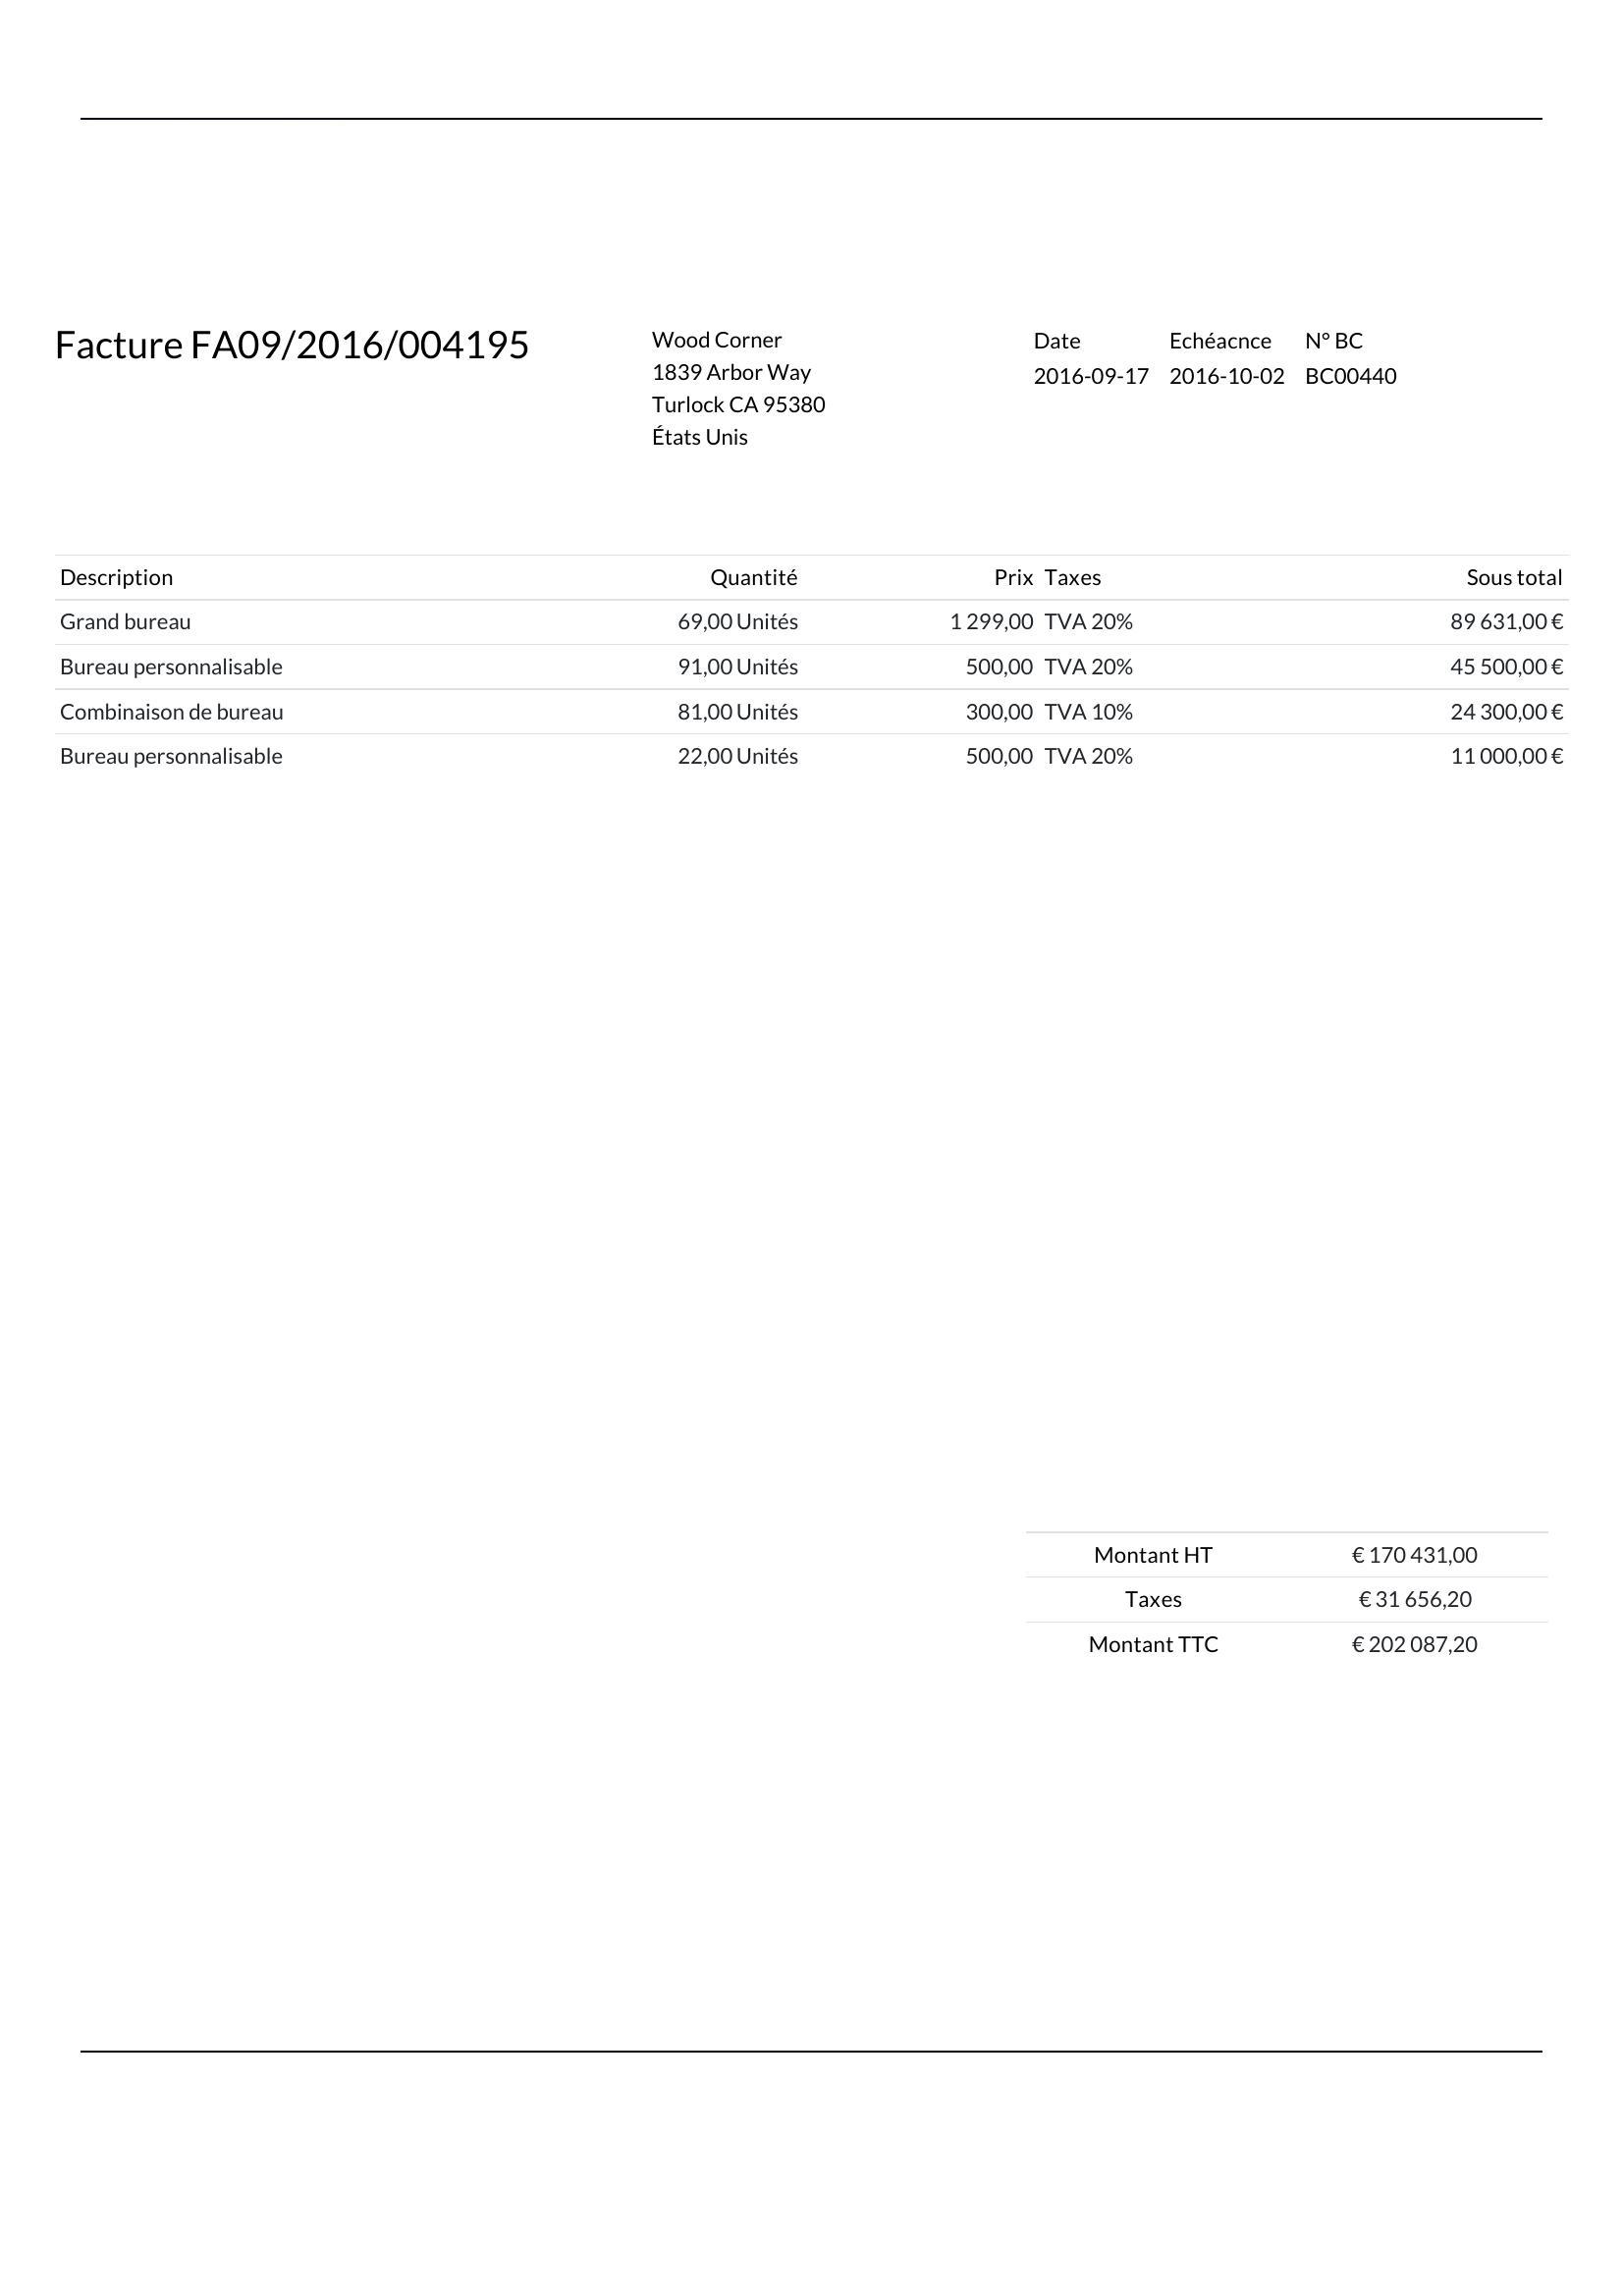 Facture FA09/2016/004195
Wood Corner
1839 Arbor Way
Turlock CA 95380
États Unis
Date Echéacnce N° BC
2016-09-17 2016-10-02 BC00440
Description Quantité Prix Taxes Sous total
Grand bureau 69,00 Unités 1 299,00 TVA 20% 89 631,00 €
Bureau personnalisable 91,00 Unités 500,00 TVA 20% 45 500,00 €
Combinaison de bureau 81,00 Unités 300,00 TVA 10% 24 300,00 €
Bureau personnalisable 22,00 Unités 500,00 TVA 20% 11 000,00 €
Montant HT € 170 431,00
Taxes € 31 656,20
Montant TTC € 202 087,20